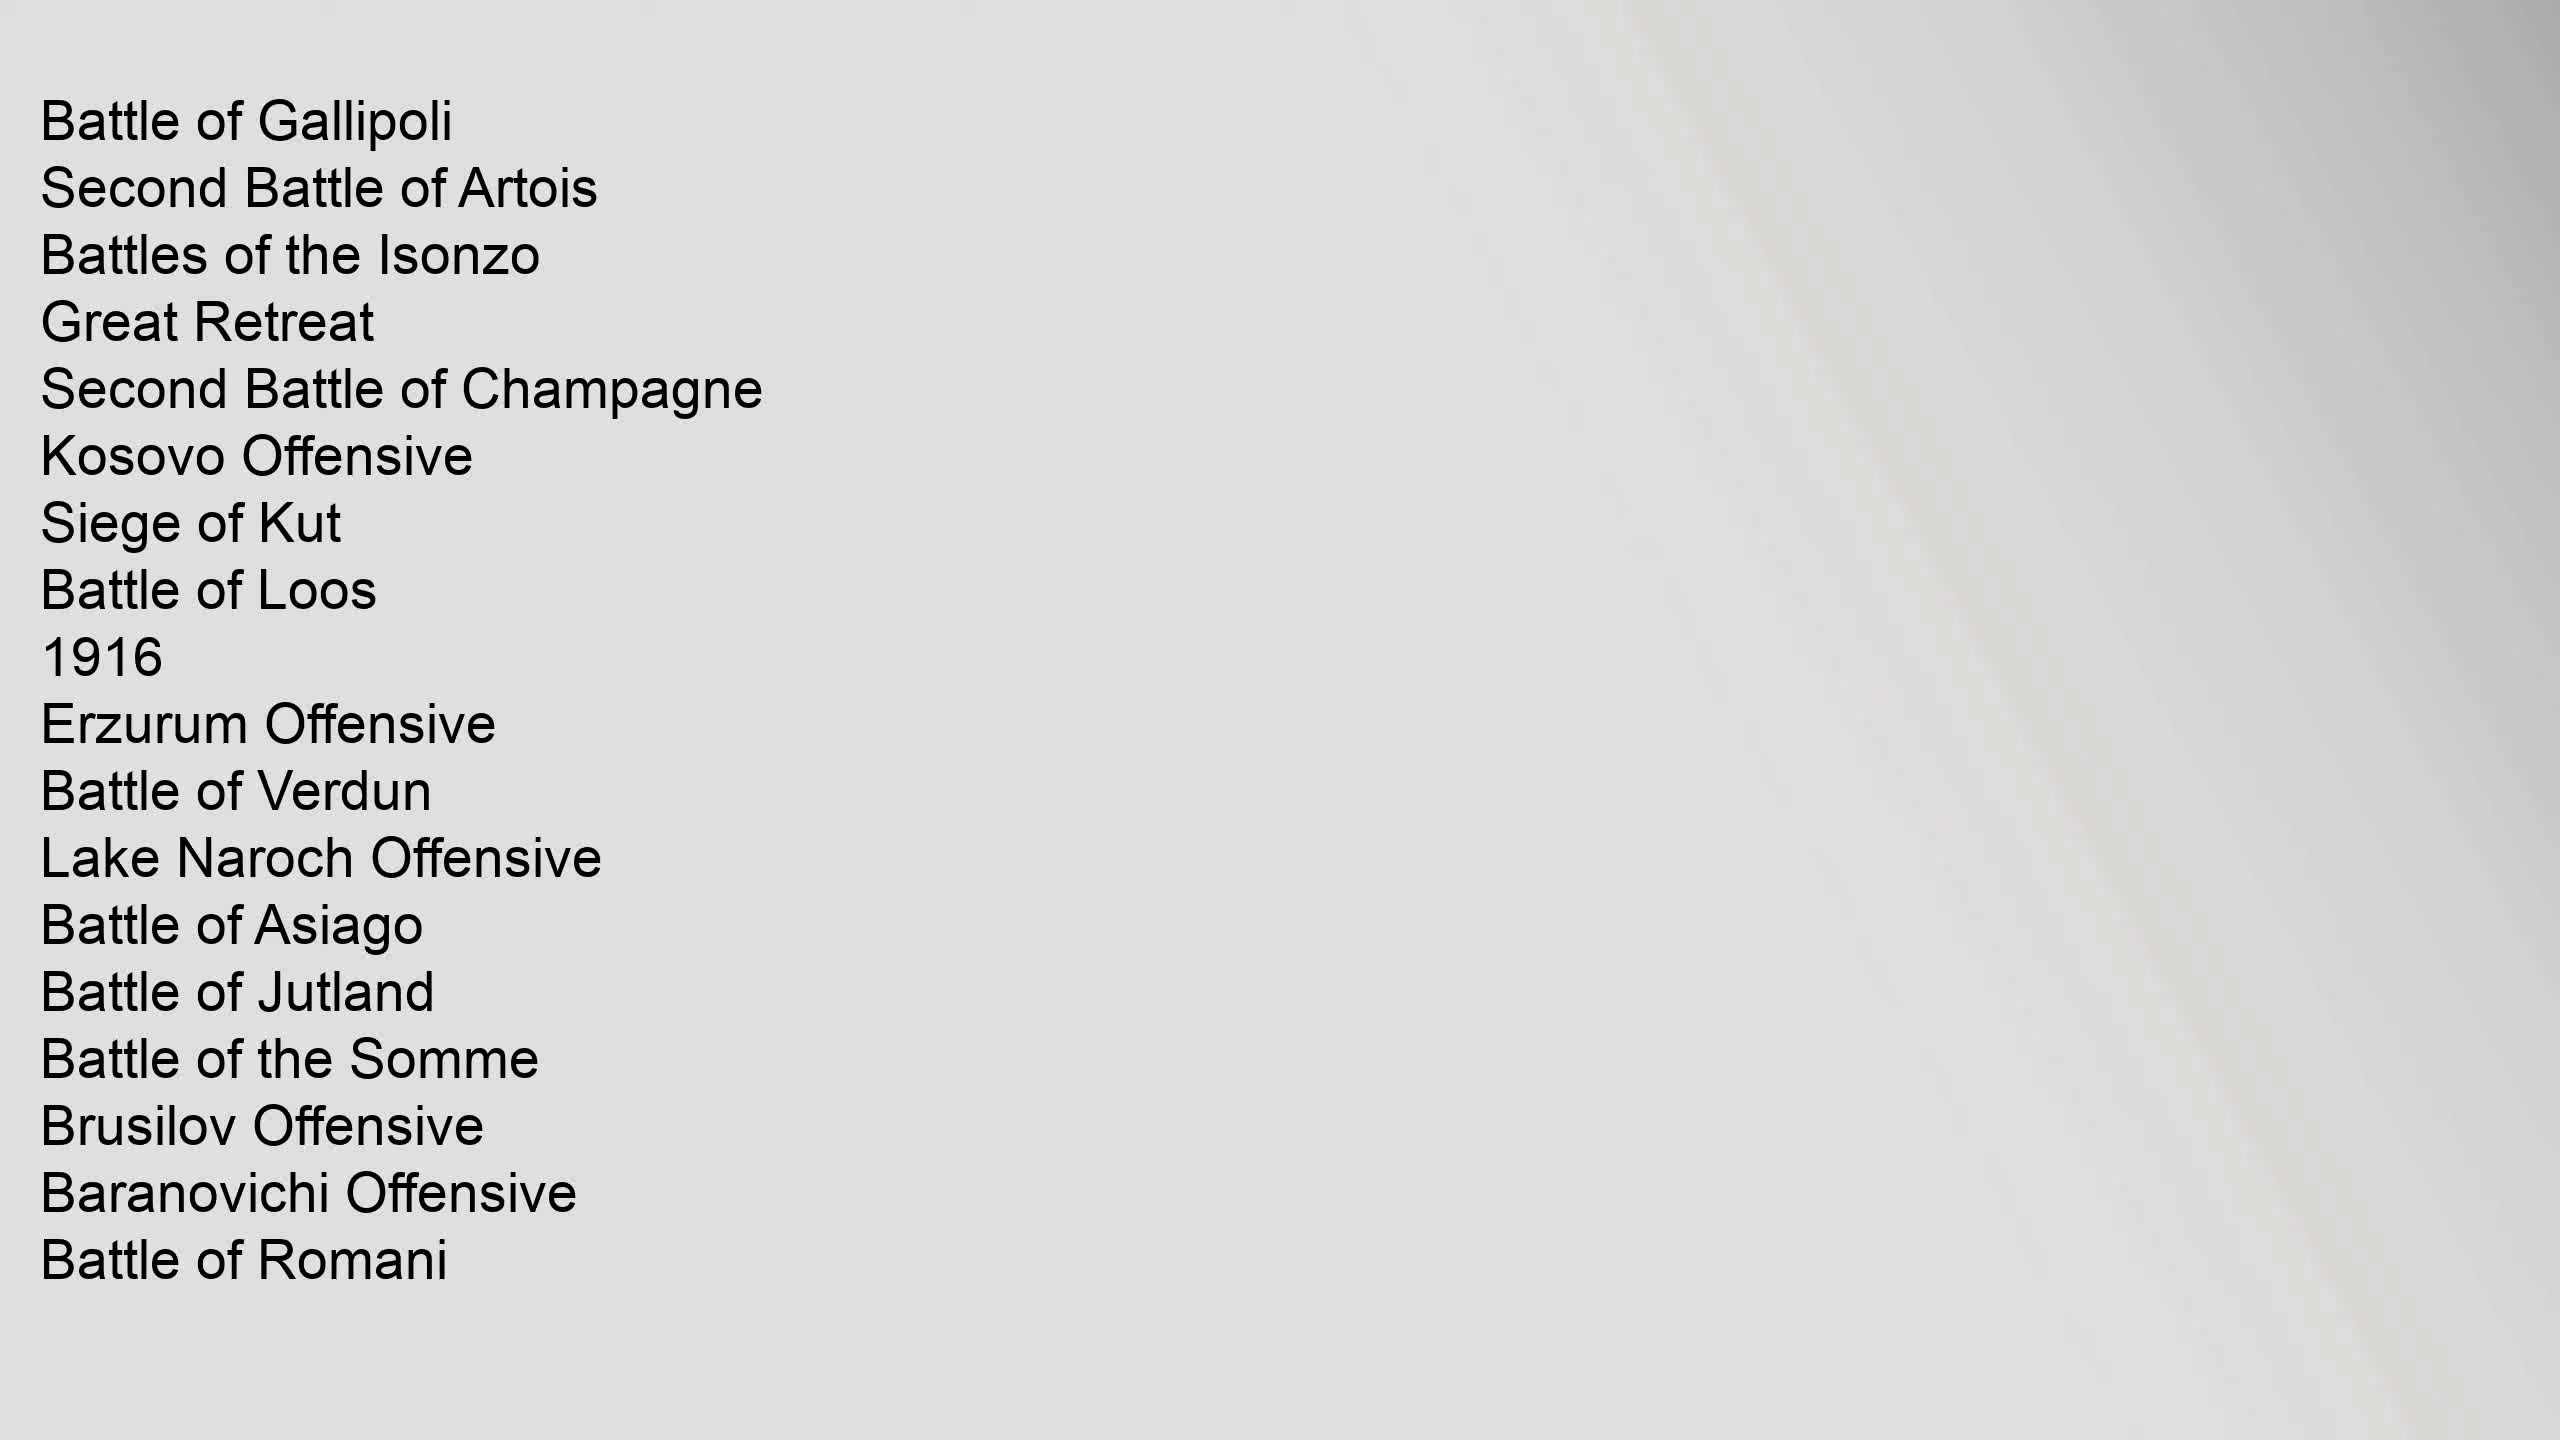 Battle of Gallipoli
Second Battle of Artois
Battles of the Isonzo
Great Retreat
Second Battle of Champagne
Kosovo Offensive
Siege of Kut
Battle of Loos
1916
Erzurum Offensive
Battle of Verdun
Lake Naroch Offensive
Battle of Asiago
Battle of Jutland
Battle of the Somme
Brusilov Offensive
Baranovichi Offensive
Battle of Romani